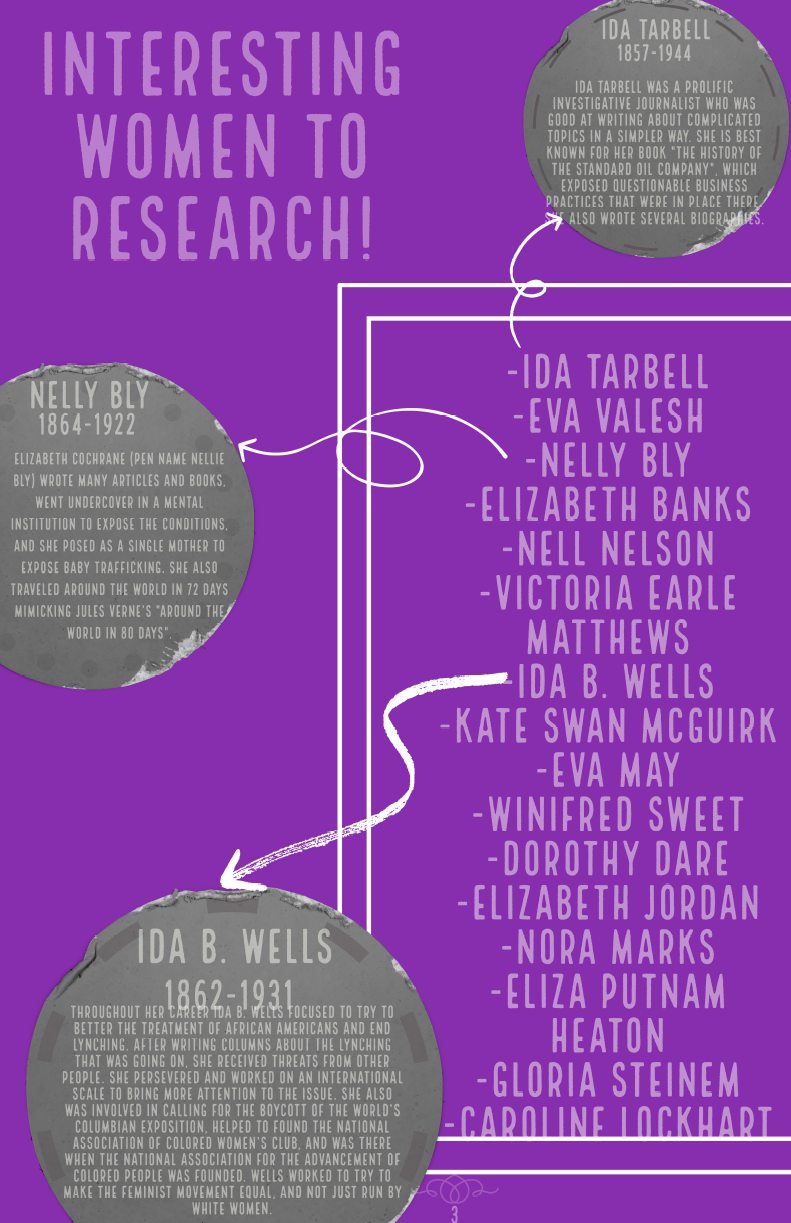 INTERESTING
WOMEN TO
RESEARCH!
IDA TARBELL
1857-1944
IDA TARBELL WAS A PROLIFIC
INVESTIGATIVE JOURNALIST WHO WAS
GOOD AT WRITING ABOUT COMPLICATED
TOPICS IN A SIMPLER WAY. SHE IS BEST
KNOWN FOR HER BOOK "THE HISTORY OF
THE STANDARD OIL COMPANY", WHICH
EXPOSED QUESTIONABLE BUSINESS
PRACTICES THAT WERE IN PLACE THERE.
SHE ALSO WROTE SEVERAL BIOGRAPHIES.
NELLY BLY
1864-1922
ELIZABETH COCHRANE (PEN NAME NELLIE
BLY) WROTE MANY ARTICLES AND BOOKS,
WENT UNDERCOVER IN A MENTAL
INSTITUTION TO EXPOSE THE CONDITIONS,
AND SHE POSED AS A SINGLE MOTHER TO
EXPOSE BABY TRAFFICKING. SHE ALSO
TRAVELED AROUND THE WORLD IN 72 DAYS
MIMICKING JULES VERNE'S "AROUND THE
WORLD IN 80 DAYS"
-IDA TARBELL
-EVA VALESH
-NELLY BLY
-ELIZABETH BANKS
-NELL NELSON
-VICTORIA EARLE
MATTHEWS
-IDA B. WELLS
-KATE SWAN MCGUIRK
-EVA MAY
-WINIFRED SWEET
-DOROTHY DARE
-ELIZABETH JORDAN
-NORA MARKS
-ELIZA PUTNAM
HEATON
-GLORIA STEINEM
-CAROLINE LOCKHART
IDA B. WELLS
1862-1931
THROUGHOUT HER CAREER IDA B. WELLS FOCUSED TO TRY TO
BETTER THE TREATMENT OF AFRICAN AMERICANS AND END
LYNCHING. AFTER WRITING COLUMNS ABOUT THE LYNCHING
THAT WAS GOING ON, SHE RECEIVED THREATS FROM OTHER
PEOPLE. SHE PERSEVERED AND WORKED ON AN INTERNATIONAL
SCALE TO BRING MORE ATTENTION TO THE ISSUE. SHE ALSO
WAS INVOLVED IN CALLING FOR THE BOYCOTT OF THE WORLD'S
COLUMBIAN EXPOSITION, HELPED TO FOUND THE NATIONAL
ASSOCIATION OF COLORED WOMEN'S CLUB, AND WAS THERE
WHEN THE NATIONAL ASSOCIATION FOR THE ADVANCEMENT OF
COLORED PEOPLE WAS FOUNDED. WELLS WORKED TO TRY TO
MAKE THE FEMINIST MOVEMENT EQUAL, AND NOT JUST RUN BY
WHITE WOMEN.
3